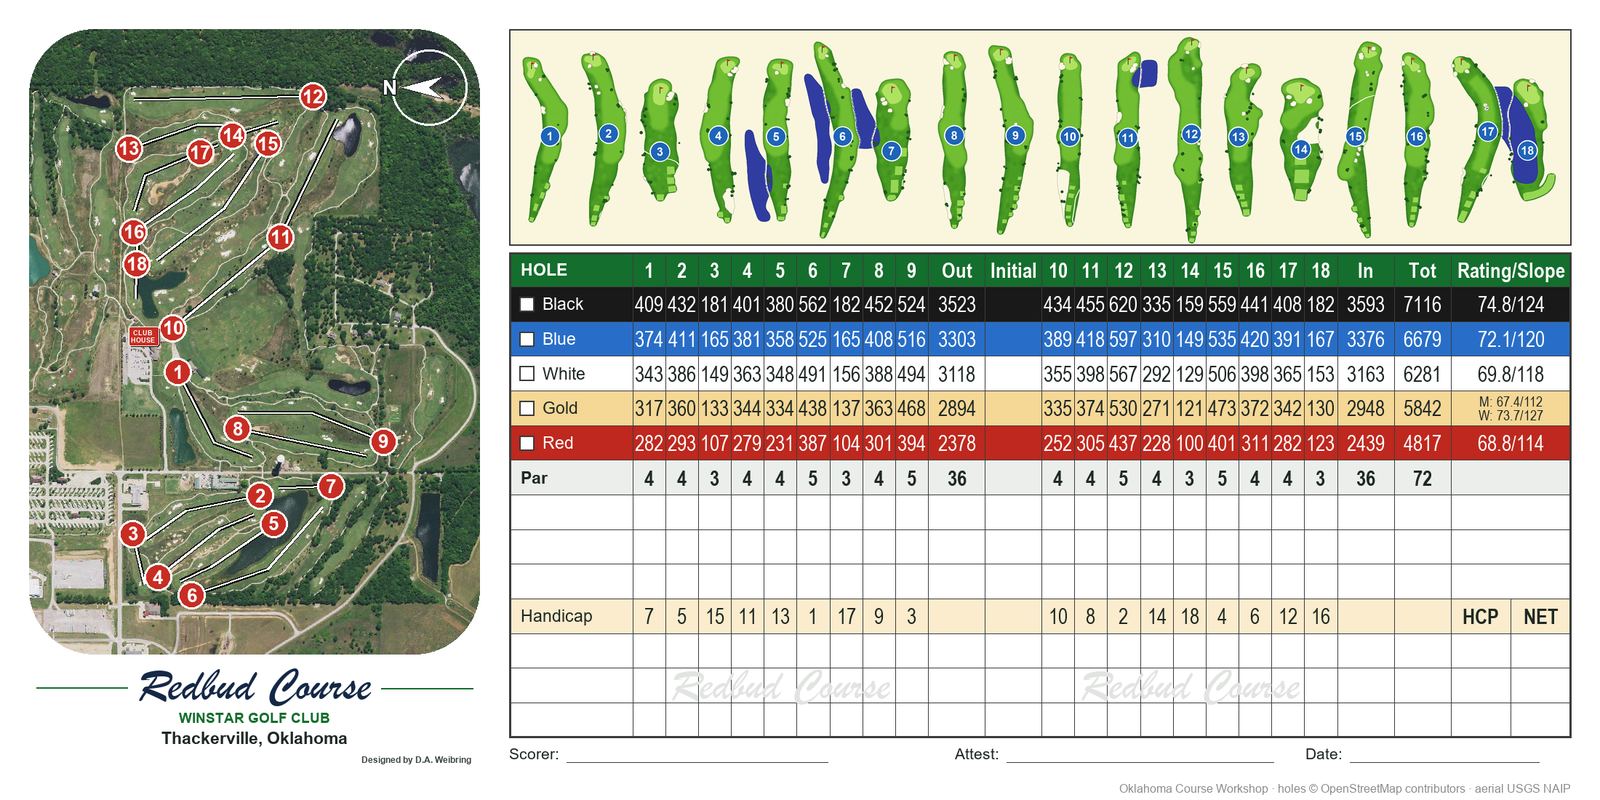 N
12
13
14
15
17
16
18
11
10
CLUB HOUSE
1
8
9
7
2
5
3
4
6
Redbud Course
WINSTAR GOLF CLUB
Thackerville, Oklahoma
Designed by D.A. Weibring
1 2 3 4 5 6 7 8 9 10 11 12 13 14 15 16 17 18
HOLE 1 2 3 4 5 6 7 8 9 Out Initial 10 11 12 13 14 15 16 17 18 In Tot Rating/Slope
Black 409 432 181 401 380 562 182 452 524 3523 434 455 620 335 159 559 441 408 182 3593 7116 74.8/124
Blue 374 411 165 381 358 525 165 408 516 3303 389 418 597 310 149 535 420 391 167 3376 6679 72.1/120
White 343 386 149 363 348 491 156 388 494 3118 355 398 567 292 129 506 398 365 153 3163 6281 69.8/118
Gold 317 360 133 344 334 438 137 363 468 2894 335 374 530 271 121 473 372 342 130 2948 5842 M: 67.4/112
W: 73.7/127
Red 282 293 107 279 231 387 104 301 394 2378 252 305 437 228 100 401 311 282 123 2439 4817 68.8/114
Par 4 4 3 4 4 5 3 4 5 36 4 4 5 4 3 5 4 4 3 36 72
Handicap 7 5 15 11 13 1 17 9 3 10 8 2 14 18 4 6 12 16 HCP NET
Redbud Course Redbud Course
Scorer: Attest: Date:
Oklahoma Course Workshop · holes © OpenStreetMap contributors · aerial USGS NAIP